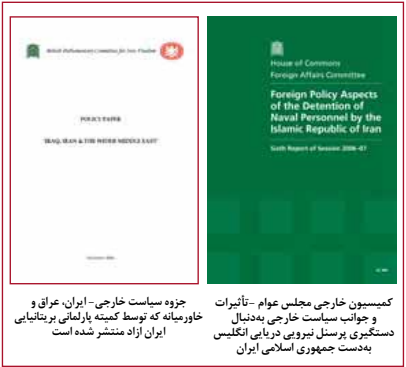 British Parliamentary Committee for Iran Freedom
POLICY PAPER
'IRAQ, IRAN & THE WIDER MIDDLE EAST'
House of Commons
Foreign Affairs Committee
Foreign Policy Aspects
of the Detention of
Naval Personnel by the
Islamic Republic of Iran
Sixth Report of Session 2006–07
جزوه سیاست خارجی- ایران، عراق و
خاورمیانه که توسط کمیته پارلمانی بریتانیایی
ایران ازاد منتشر شده است
کمیسیون خارجی مجلس عوام -تأثیرات
و جوانب سیاست خارجی به‌دنبال
دستگیری پرسنل نیرویی دریایی انگلیس
به‌دست جمهوری اسلامی ایران